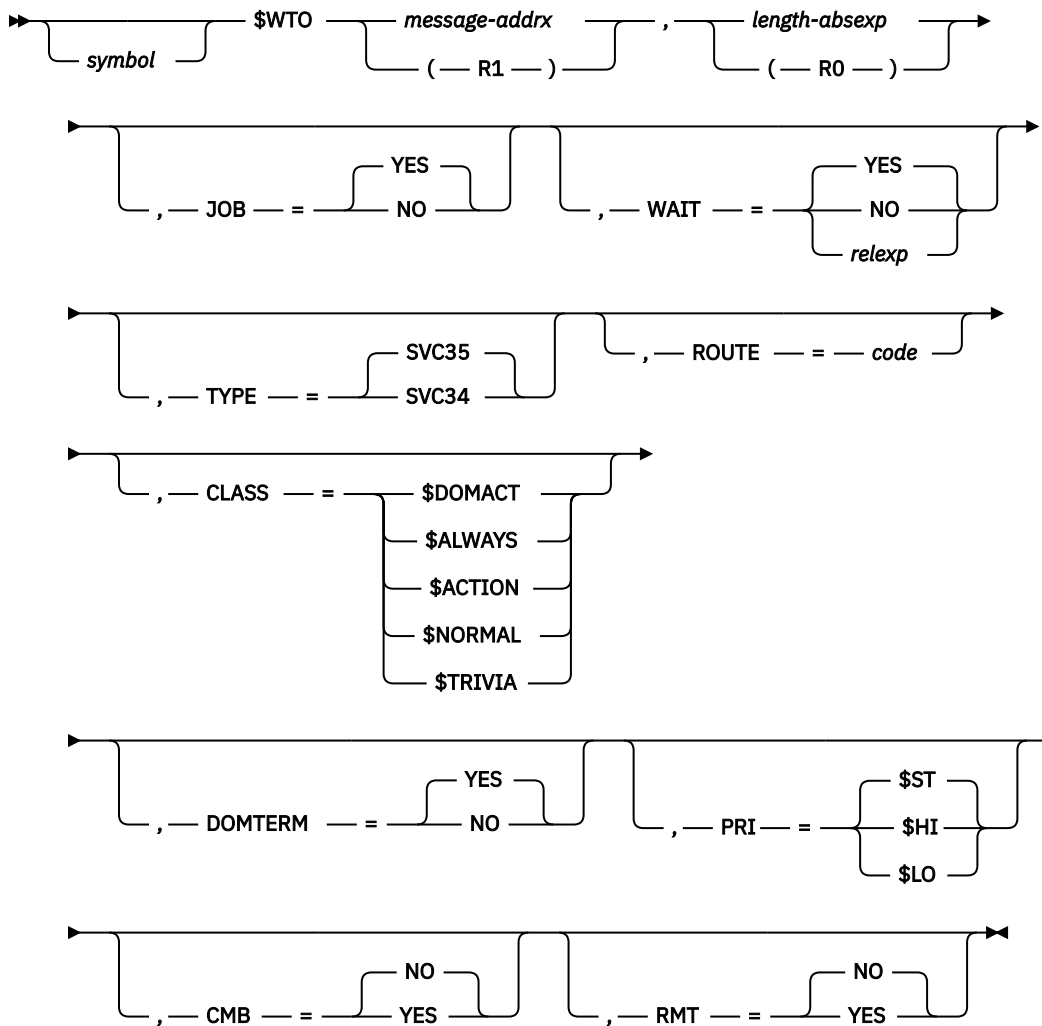 $WTO message-addrx , length-absexp
symbol ( R1 ) ( R0 )
YES YES
, JOB = NO , WAIT = NO
relexp
SVC35 , ROUTE = code
, TYPE = SVC34
, CLASS = $DOMACT
$ALWAYS
$ACTION
$NORMAL
$TRIVIA
YES $ST
, DOMTERM = NO , PRI = $HI
$LO
NO NO
, CMB = YES , RMT = YES